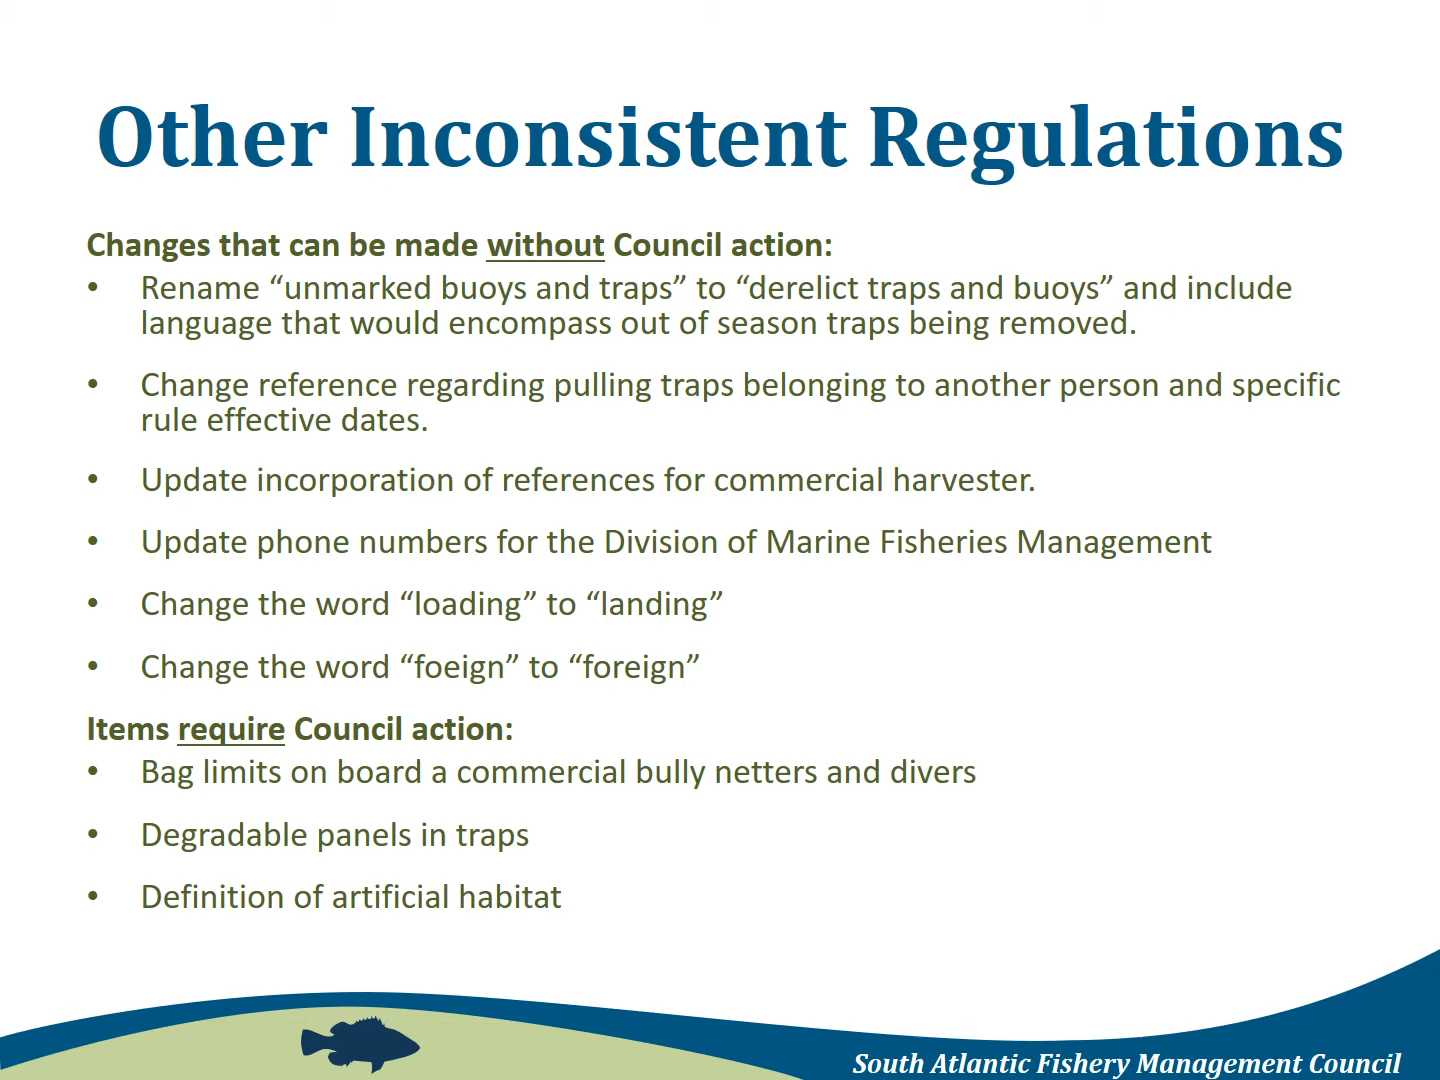 Other Inconsistent Regulations
Changes that can be made without Council action:
• Rename “unmarked buoys and traps” to “derelict traps and buoys” and include
language that would encompass out of season traps being removed.
• Change reference regarding pulling traps belonging to another person and specific
rule effective dates.
• Update incorporation of references for commercial harvester.
• Update phone numbers for the Division of Marine Fisheries Management
• Change the word “loading” to “landing”
• Change the word “foeign” to “foreign”
Items require Council action:
• Bag limits on board a commercial bully netters and divers
• Degradable panels in traps
• Definition of artificial habitat
South Atlantic Fishery Management Council